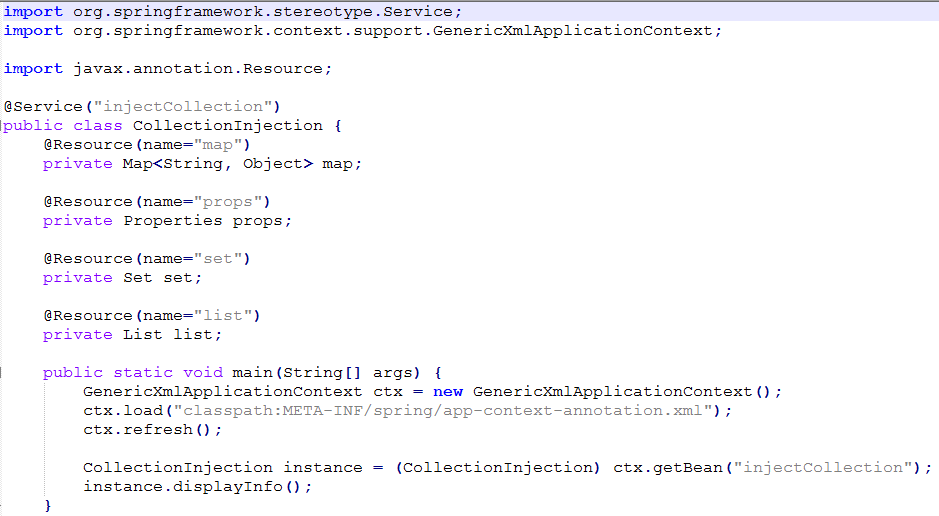 import org.springframework.stereotype.Service;
import org.springframework.context.support.GenericXmlApplicationContext;
import javax.annotation.Resource;
@Service("injectCollection")
public class CollectionInjection {
@Resource(name="map")
private Map<String, Object> map;
@Resource(name="props")
private Properties props;
@Resource(name="set")
private Set set;
@Resource(name="list")
private List list;
public static void main(String[] args) {
GenericXmlApplicationContext ctx = new GenericXmlApplicationContext();
ctx.load("classpath:META-INF/spring/app-context-annotation.xml");
ctx.refresh();
CollectionInjection instance = (CollectionInjection) ctx.getBean("injectCollection");
instance.displayInfo();
}